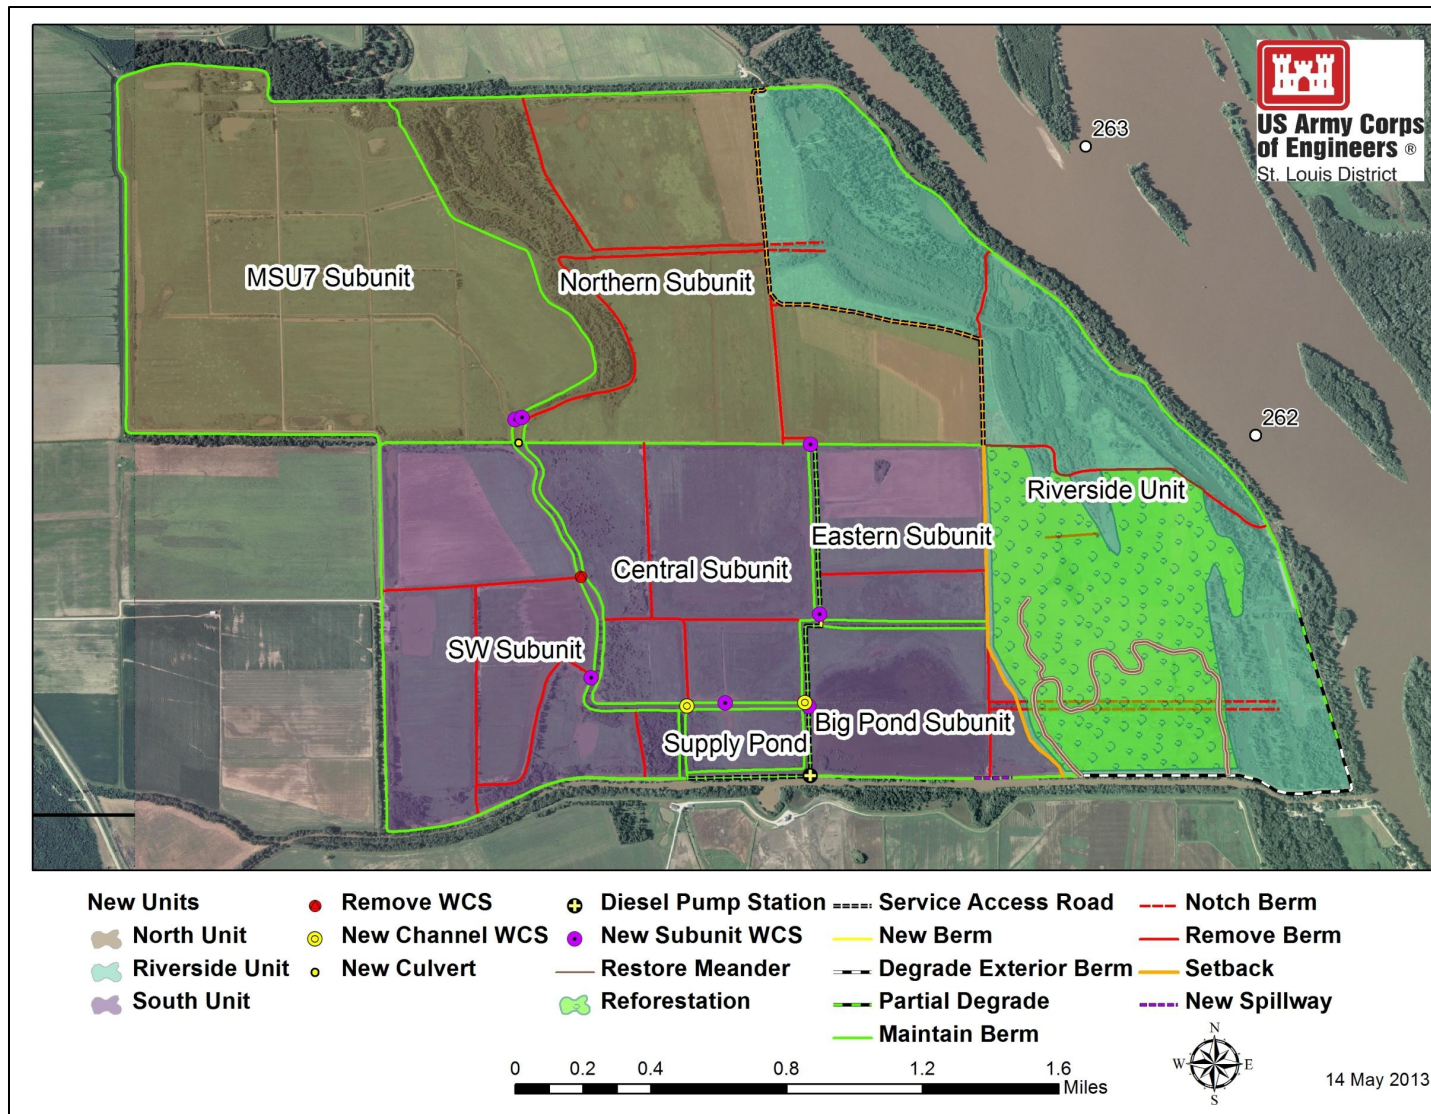 263
US Army Corps
of Engineers ®
St. Louis District
MSU7 Subunit
Northern Subunit
262
Riverside Unit
Eastern Subunit
Central Subunit
SW Subunit
Big Pond Subunit
Supply Pond
New Units
North Unit
Riverside Unit
South Unit
Remove WCS
New Channel WCS
New Culvert
Diesel Pump Station
New Subunit WCS
Restore Meander
Reforestation
Service Access Road
New Berm
Degrade Exterior Berm
Partial Degrade
Maintain Berm
Notch Berm
Remove Berm
Setback
New Spillway
0 0.2 0.4 0.8 1.2 1.6
Miles
N
W E
S
14 May 2013